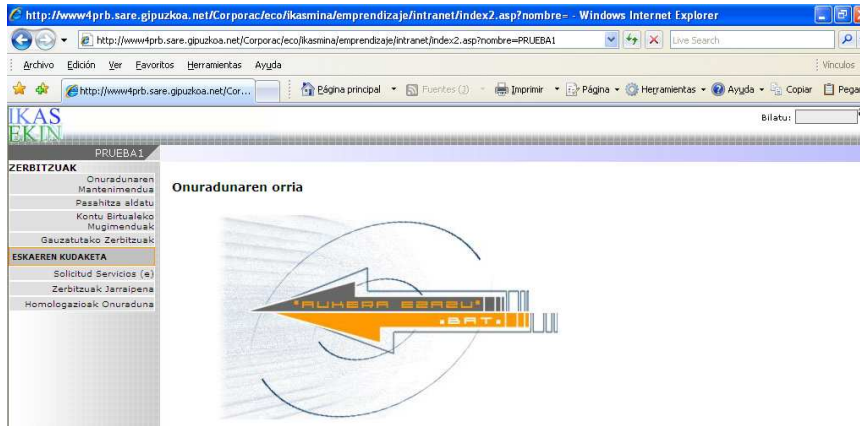 http://www4prb.sare.gipuzkoa.net/Corporac/eco/ikasmina/emprendizaje/intranet/index2.asp?nombre= - Windows Internet Explorer
http://www4prb.sare.gipuzkoa.net/Corporac/eco/ikasmina/emprendizaje/intranet/index2.asp?nombre=PRUEBA1
Live Search
Archivo Edición Ver Favoritos Herramientas Ayuda
Vínculos
http://www4prb.sare.gipuzkoa.net/Cor...
Página principal Fuentes (J) Imprimir Página Herramientas Ayuda Copiar Pegar
IKAS
EKIN
Bilatu:
PRUEBA1
ZERBITZUAK
Onuradunaren
Mantenimendua
Pasahitza aldatu
Kontu Birtualeko
Mugimenduak
Gauzatutako Zerbitzuak
ESKAEREN KUDAKETA
Solicitud Servicios (e)
Zerbitzuak Jarraipena
Homologazioak Onuraduna
Onuradunaren orria
"AUKERA EZAZU"
.BAT.